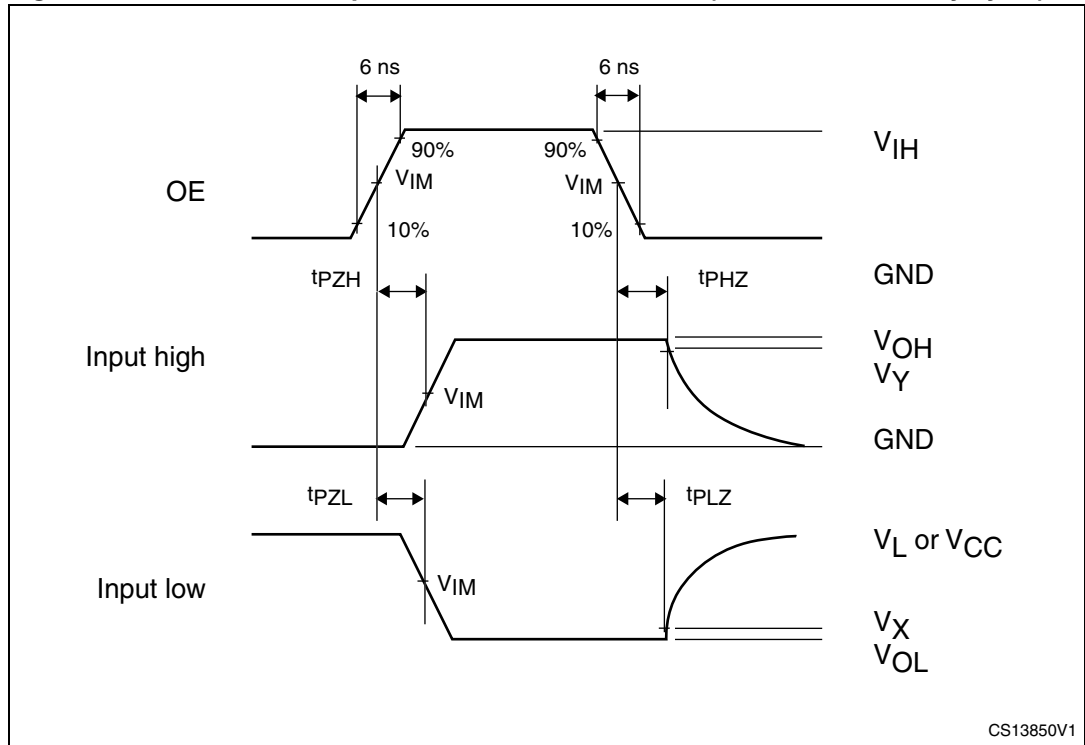 6 ns
6 ns
90%
90%
VIH
VIM
VIM
OE
10%
10%
tPZH
tPHZ
GND
VOH
Input high
VY
VIM
GND
tPZL
tPLZ
VL or VCC
VIM
Input low
VX
VOL
CS13850V1